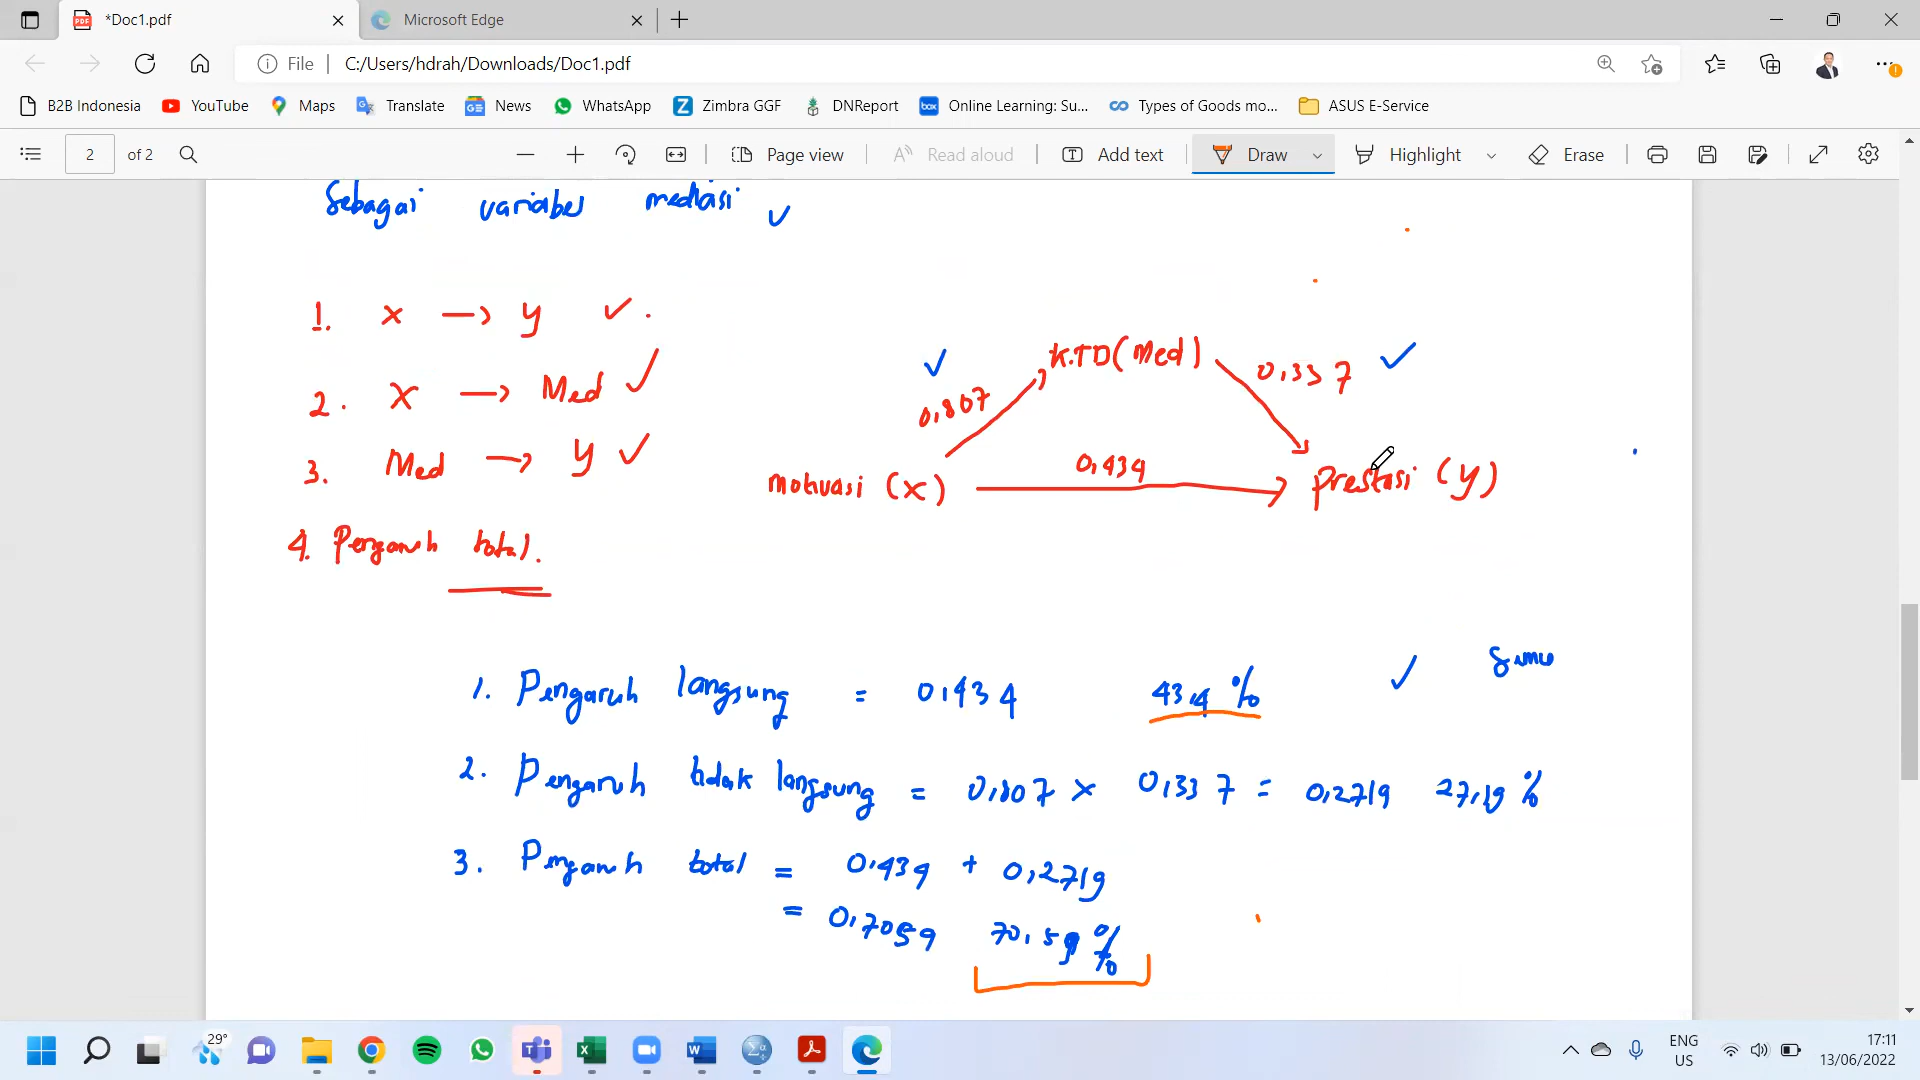 *Doc1.pdf
Microsoft Edge
File
C:/Users/hdrah/Downloads/Doc1.pdf
B2B Indonesia
YouTube
Maps
Translate
News
WhatsApp
Zimbra GGF
DNReport
Online Learning: Su...
Types of Goods mo...
ASUS E-Service
2 of 2
Page view
Read aloud
Add text
Draw
Highlight
Erase
Sebagai variabel mediasi ✓
1. x → y ✓ .
2. X → Med ✓
3. Med → y ✓
4. Pengaruh total.
✓ K.TD(Med) 0,337 ✓
0,807
0,434
motivasi (x) → prestasi (y)
1. Pengaruh langsung = 0,434 43,4 % ✓
2. Pengaruh tidak langsung = 0,807 x 0,337 = 0,2719 27,19 %
3. Pengaruh total = 0,434 + 0,2719
= 0,7059 70,59 %
29°
ENG
US
17:11
13/06/2022